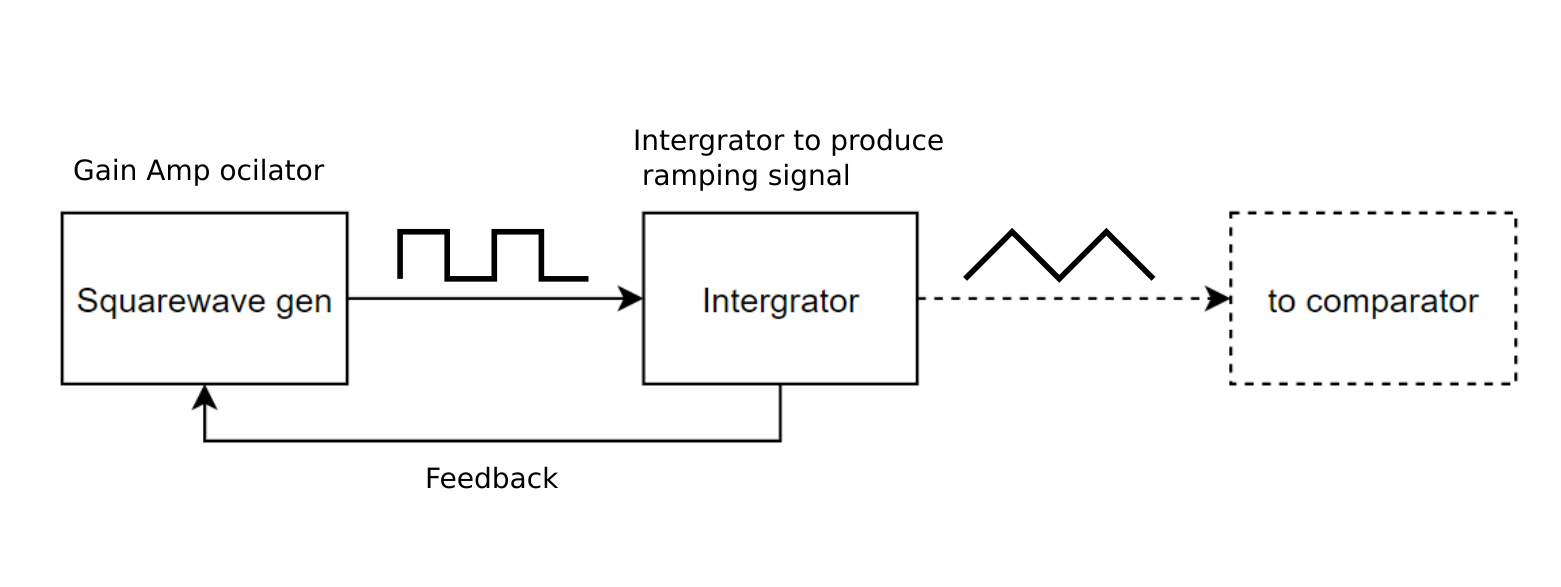 Intergrator to produce
ramping signal
Gain Amp ocilator
Squarewave gen
Intergrator
to comparator
Feedback